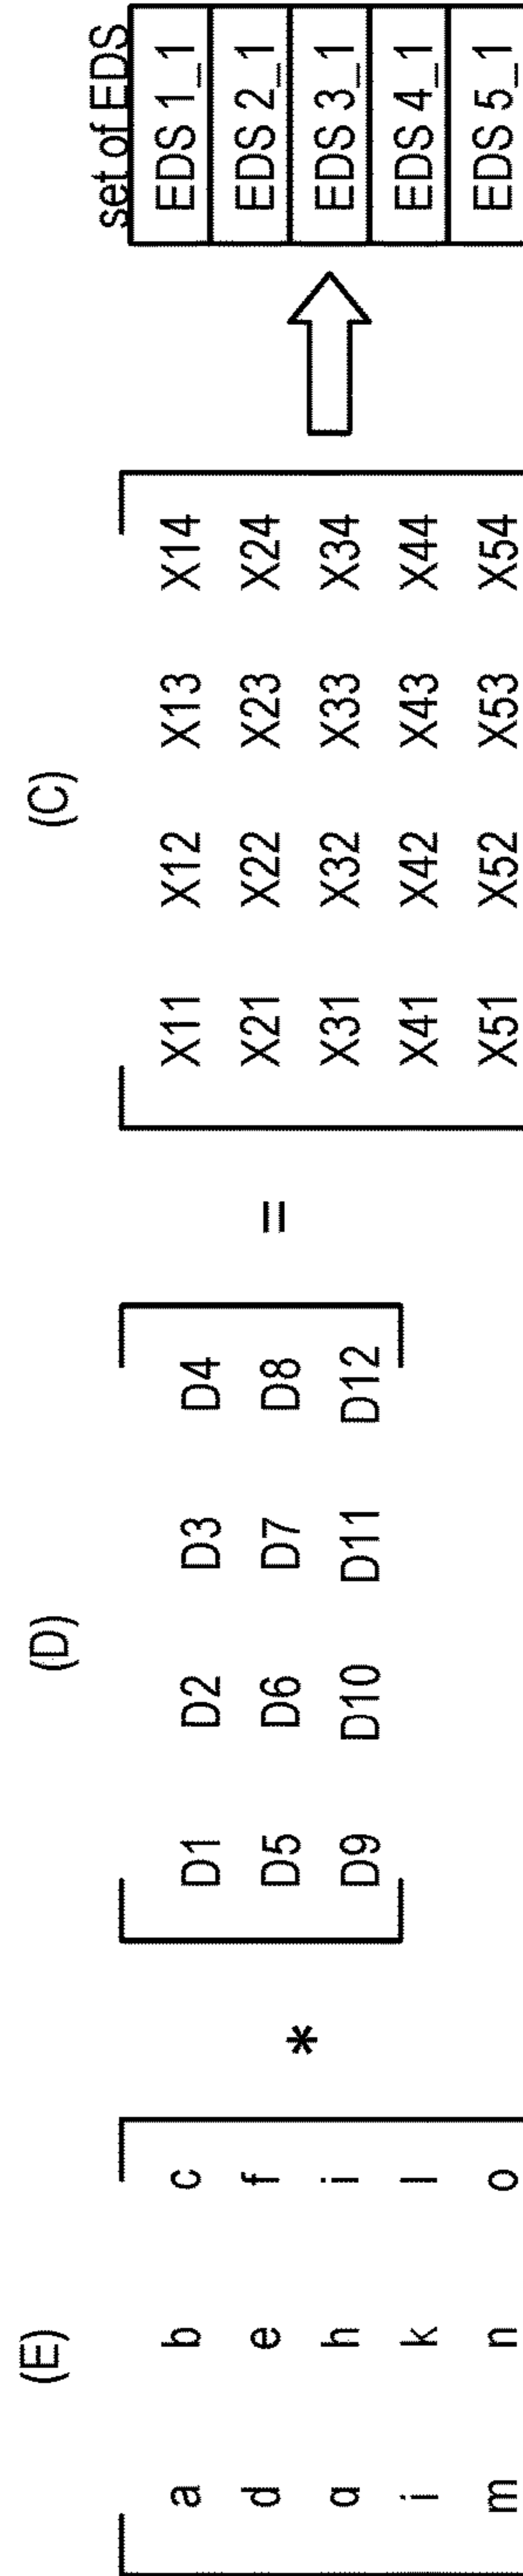 (E) (D) (C) set of EDS
a b c D1 D2 D3 D4 X11 X12 X13 X14 EDS 1_1
d e f * D5 D6 D7 D8 = X21 X22 X23 X24 EDS 2_1
q h i D9 D10 D11 D12 X31 X32 X33 X34 EDS 3_1
i k l X41 X42 X43 X44 EDS 4_1
m n o X51 X52 X53 X54 EDS 5_1